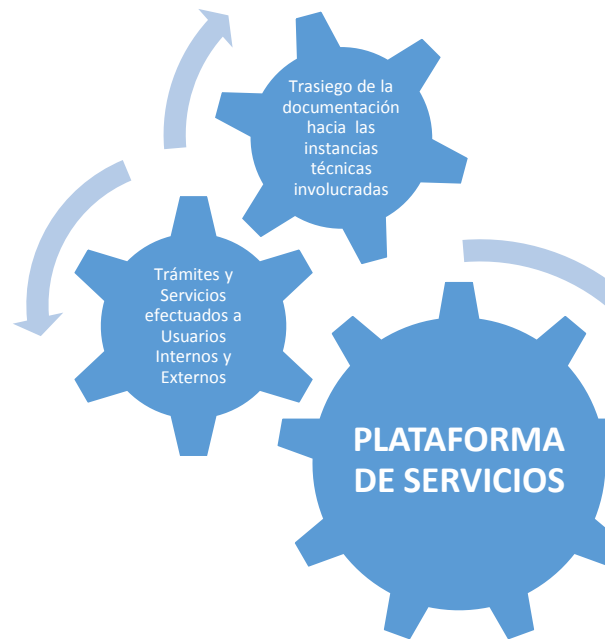 Trasiego de la
documentación
hacia las
instancias
técnicas
involucradas
Trámites y
Servicios
efectuados a
Usuarios
Internos y
Externos
PLATAFORMA
DE SERVICIOS